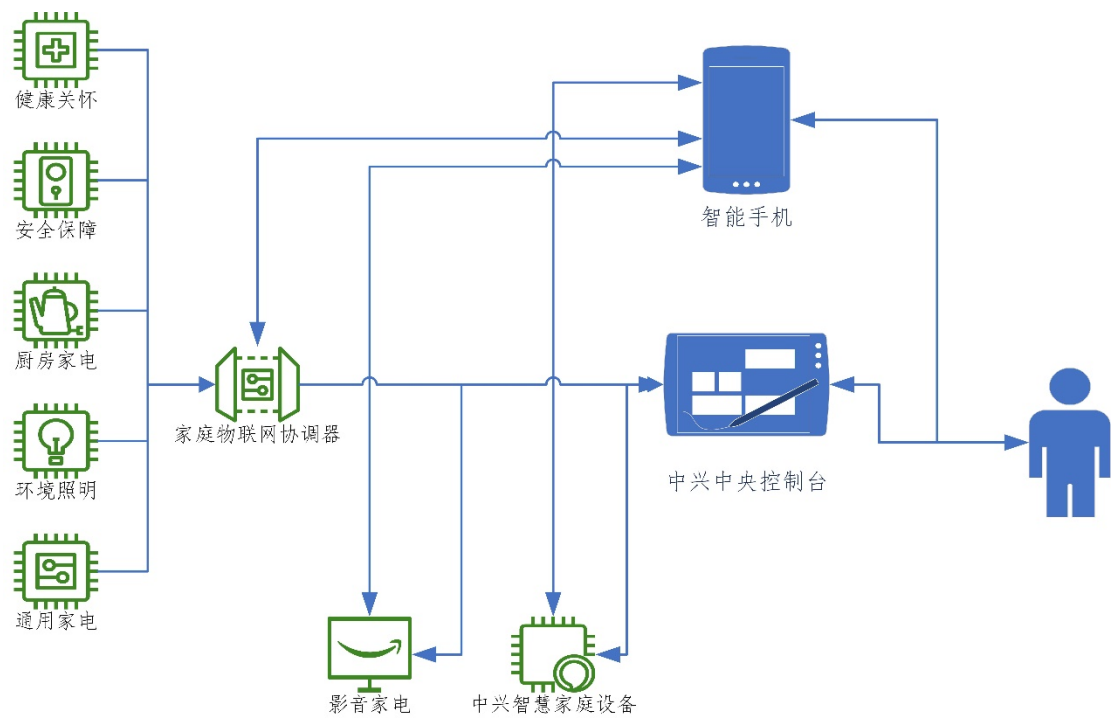 健康关怀
安全保障
厨房家电
环境照明
通用家电
家庭物联网协调器
智能手机
中兴中央控制台
影音家电
中兴智慧家庭设备